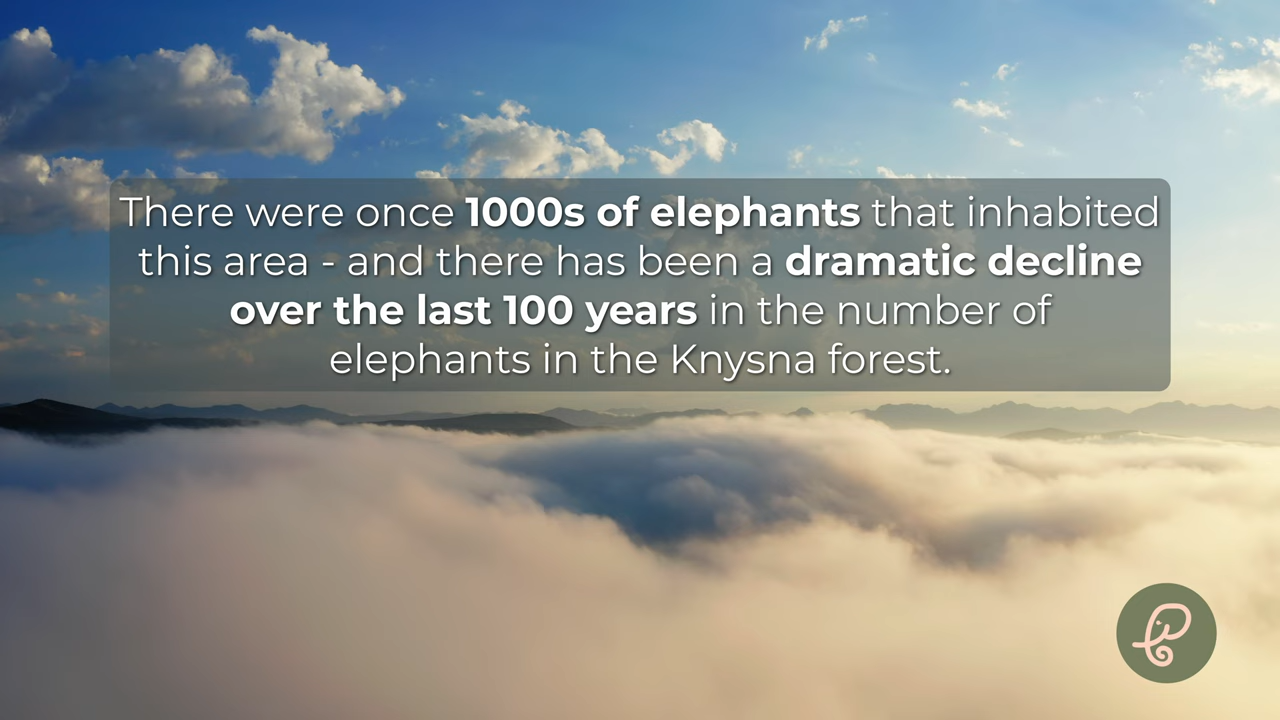 There were once 1000s of elephants that inhabited
this area - and there has been a dramatic decline
over the last 100 years in the number of
elephants in the Knysna forest.